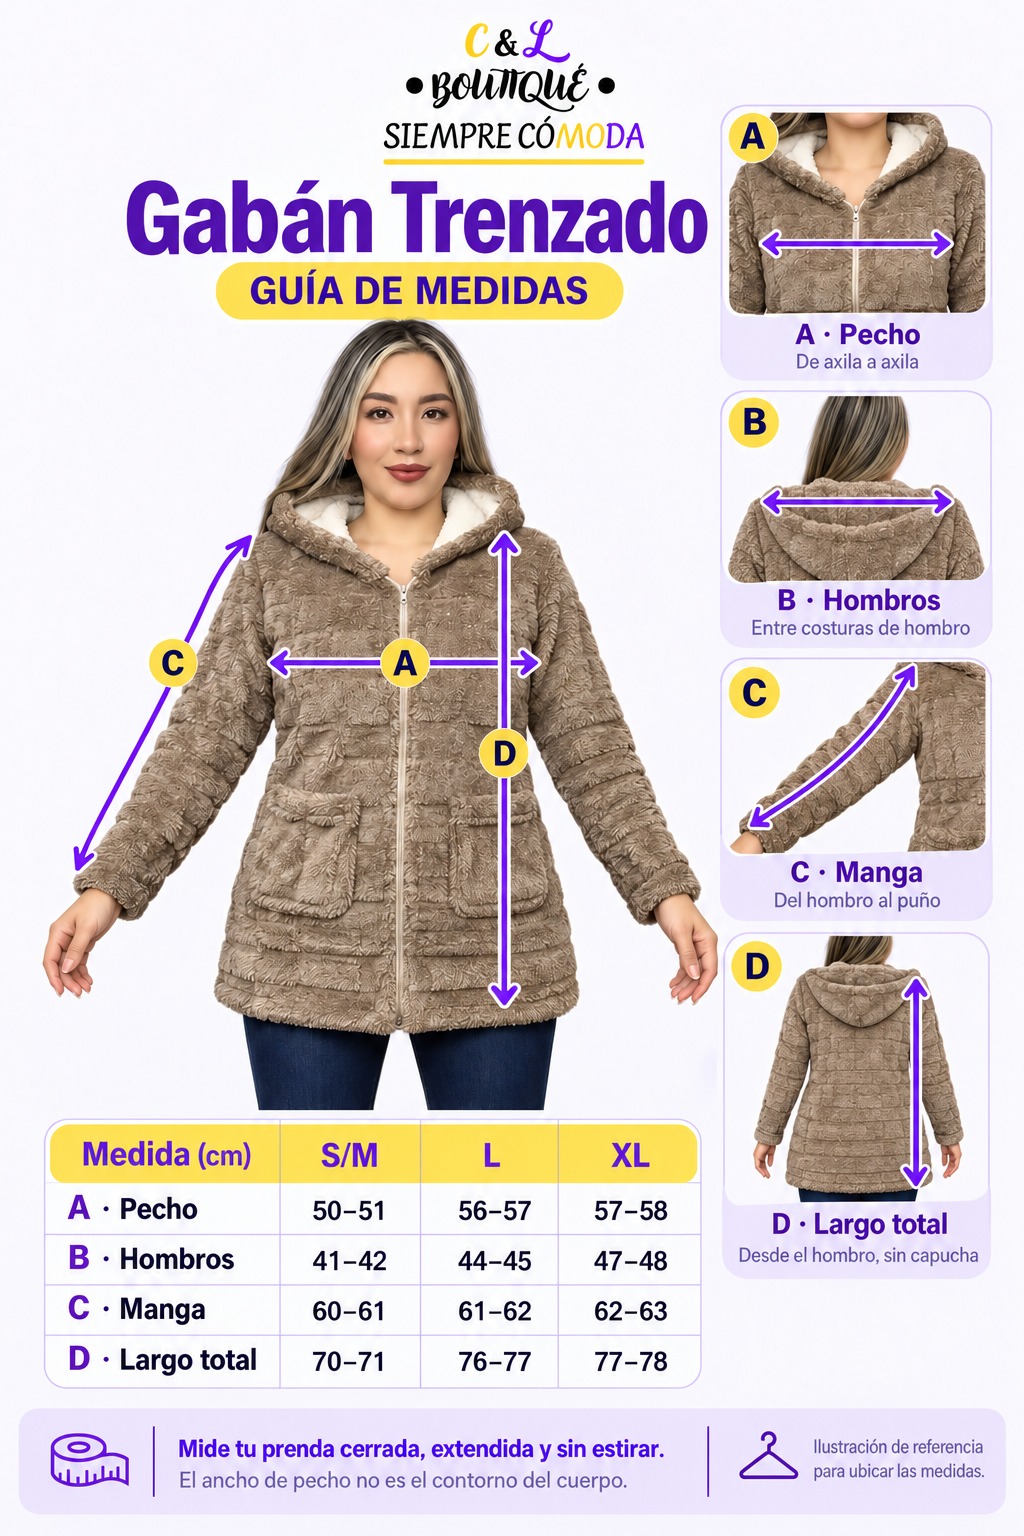 C & L
• BOUTIQUÉ •
SIEMPRE CÓMODA
Gabán Trenzado
GUÍA DE MEDIDAS
A
A · Pecho
De axila a axila
B
B · Hombros
Entre costuras de hombro
C
C · Manga
Del hombro al puño
D
D · Largo total
Desde el hombro, sin capucha
C
A
D
Medida (cm) S/M L XL
A · Pecho 50–51 56–57 57–58
B · Hombros 41–42 44–45 47–48
C · Manga 60–61 61–62 62–63
D · Largo total 70–71 76–77 77–78
Mide tu prenda cerrada, extendida y sin estirar.
El ancho de pecho no es el contorno del cuerpo.
Ilustración de referencia
para ubicar las medidas.